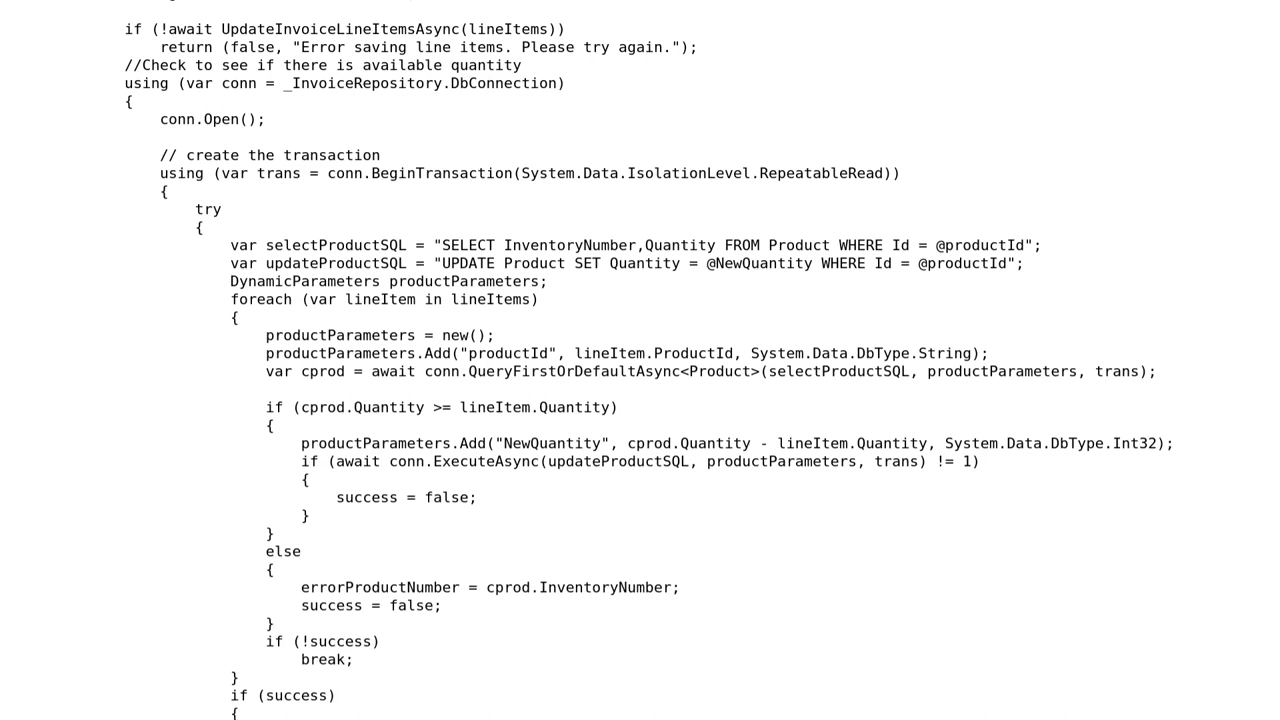 if (!await UpdateInvoiceLineItemsAsync(lineItems))
    return (false, "Error saving line items. Please try again.");
//Check to see if there is available quantity
using (var conn = _InvoiceRepository.DbConnection)
{
    conn.Open();

    // create the transaction
    using (var trans = conn.BeginTransaction(System.Data.IsolationLevel.RepeatableRead))
    {
        try
        {
            var selectProductSQL = "SELECT InventoryNumber,Quantity FROM Product WHERE Id = @productId";
            var updateProductSQL = "UPDATE Product SET Quantity = @NewQuantity WHERE Id = @productId";
            DynamicParameters productParameters;
            foreach (var lineItem in lineItems)
            {
                productParameters = new();
                productParameters.Add("productId", lineItem.ProductId, System.Data.DbType.String);
                var cprod = await conn.QueryFirstOrDefaultAsync<Product>(selectProductSQL, productParameters, trans);

                if (cprod.Quantity >= lineItem.Quantity)
                {
                    productParameters.Add("NewQuantity", cprod.Quantity - lineItem.Quantity, System.Data.DbType.Int32);
                    if (await conn.ExecuteAsync(updateProductSQL, productParameters, trans) != 1)
                    {
                        success = false;
                    }
                }
                else
                {
                    errorProductNumber = cprod.InventoryNumber;
                    success = false;
                }
                if (!success)
                    break;
            }
            if (success)
            {